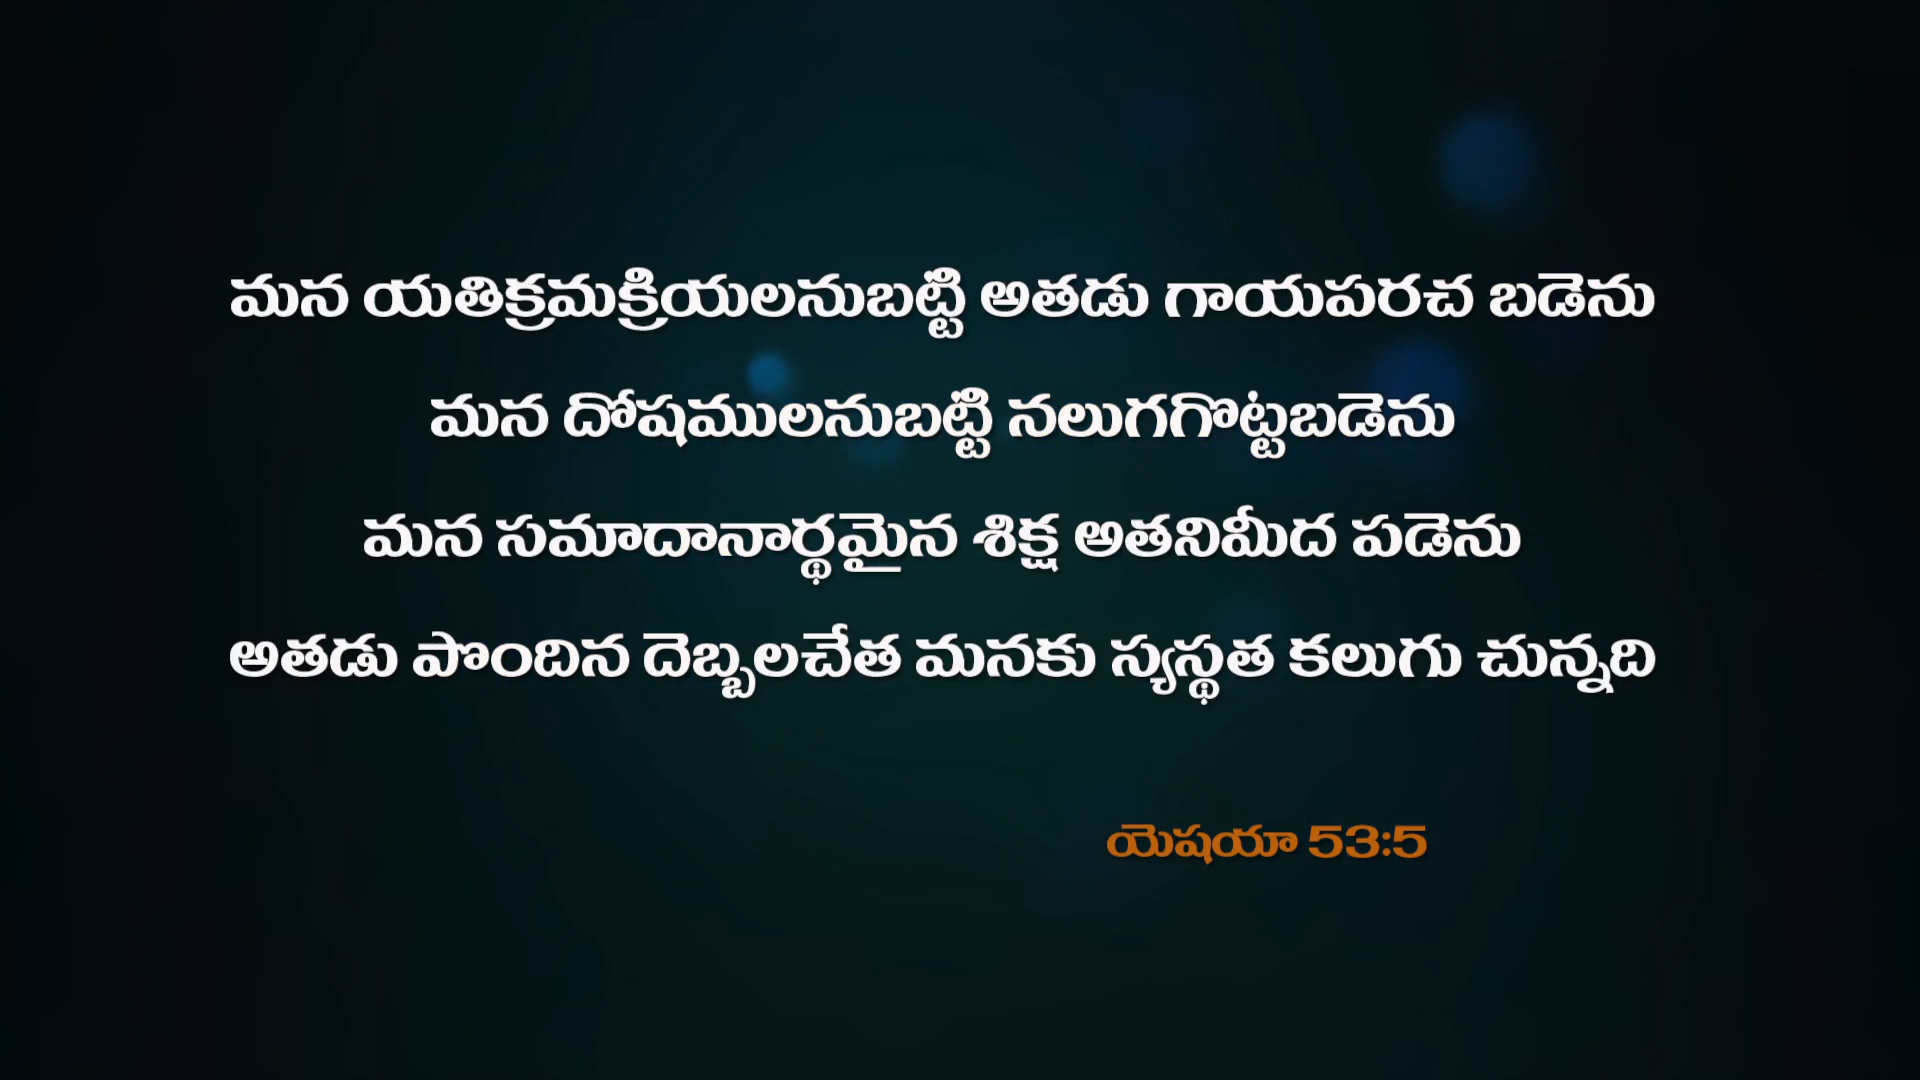 మన యతిక్రమక్రియలనుబట్టి అతడు గాయపరచ బడెను
మన దోషములనుబట్టి నలుగగొట్టబడెను
మన సమాదానార్థమైన శిక్ష అతనిమీద పడెను
అతడు పొందిన దెబ్బలచేత మనకు స్యస్థత కలుగు చున్నది
యెషయా 53:5